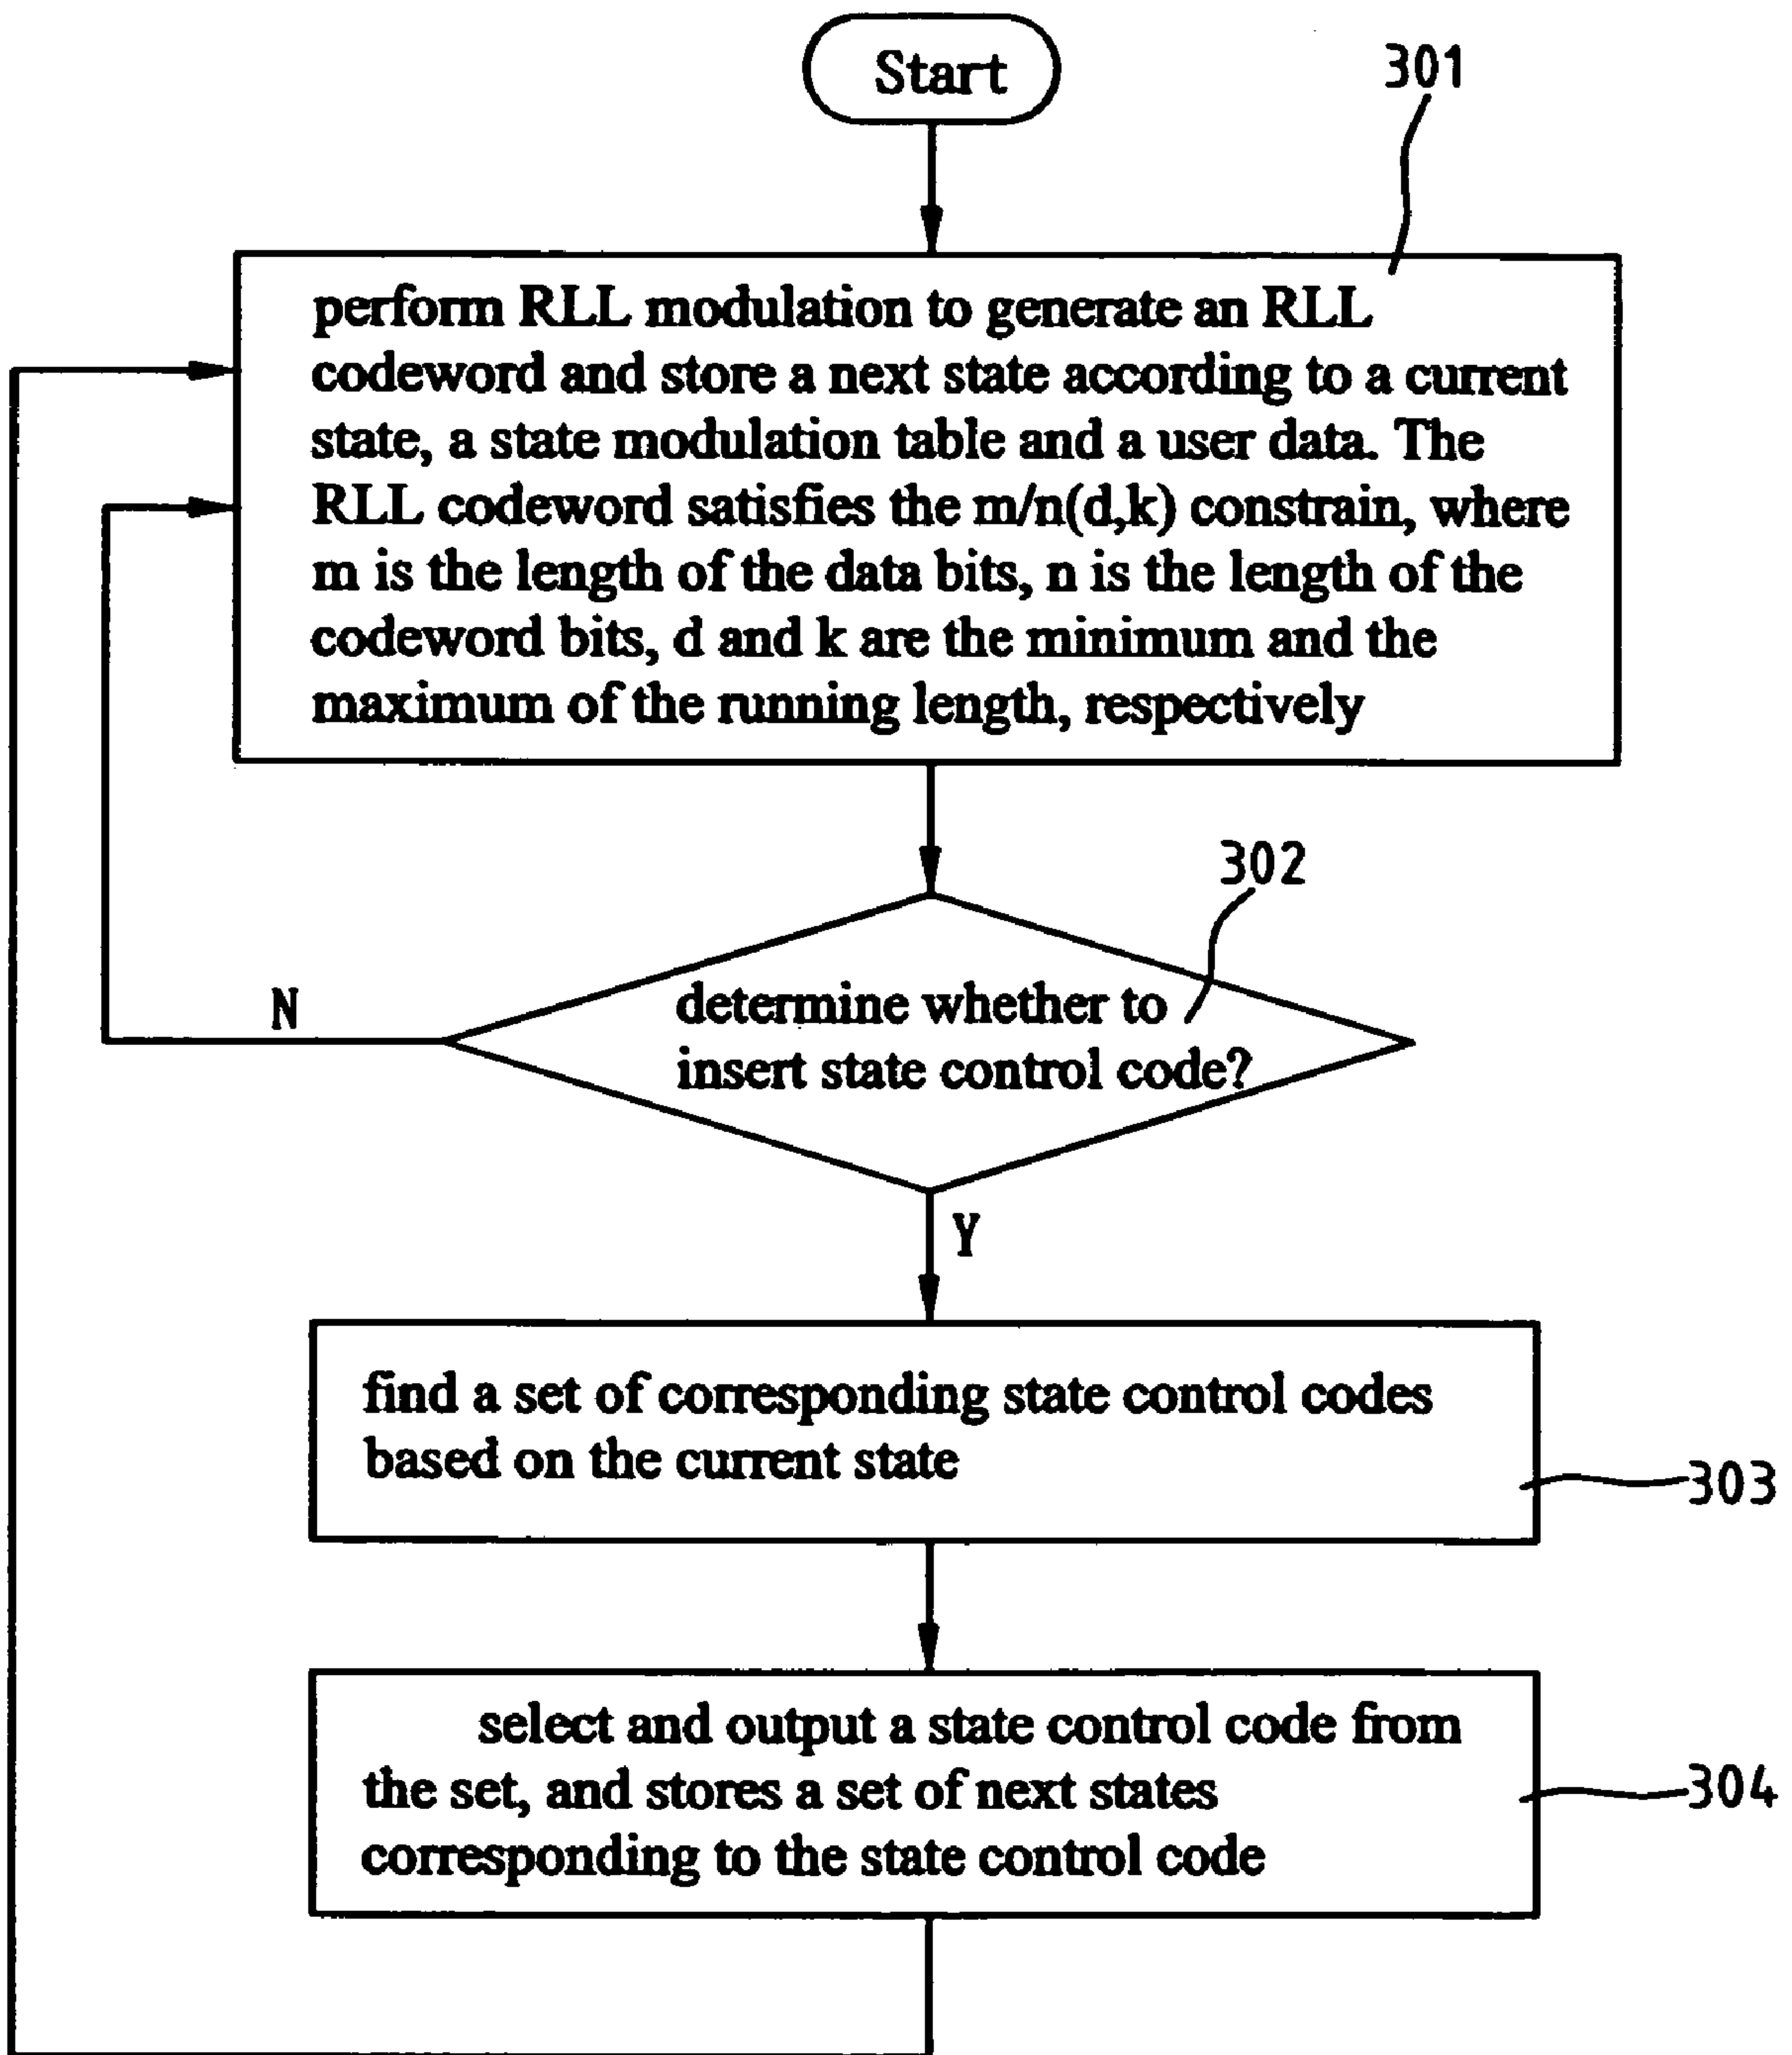 Start
301
perform RLL modulation to generate an RLL
codeword and store a next state according to a current
state, a state modulation table and a user data. The
RLL codeword satisfies the m/n(d,k) constrain, where
m is the length of the data bits, n is the length of the
codeword bits, d and k are the minimum and the
maximum of the running length, respectively
302
determine whether to
insert state control code?
N
Y
find a set of corresponding state control codes
based on the current state
303
select and output a state control code from
the set, and stores a set of next states
corresponding to the state control code
304